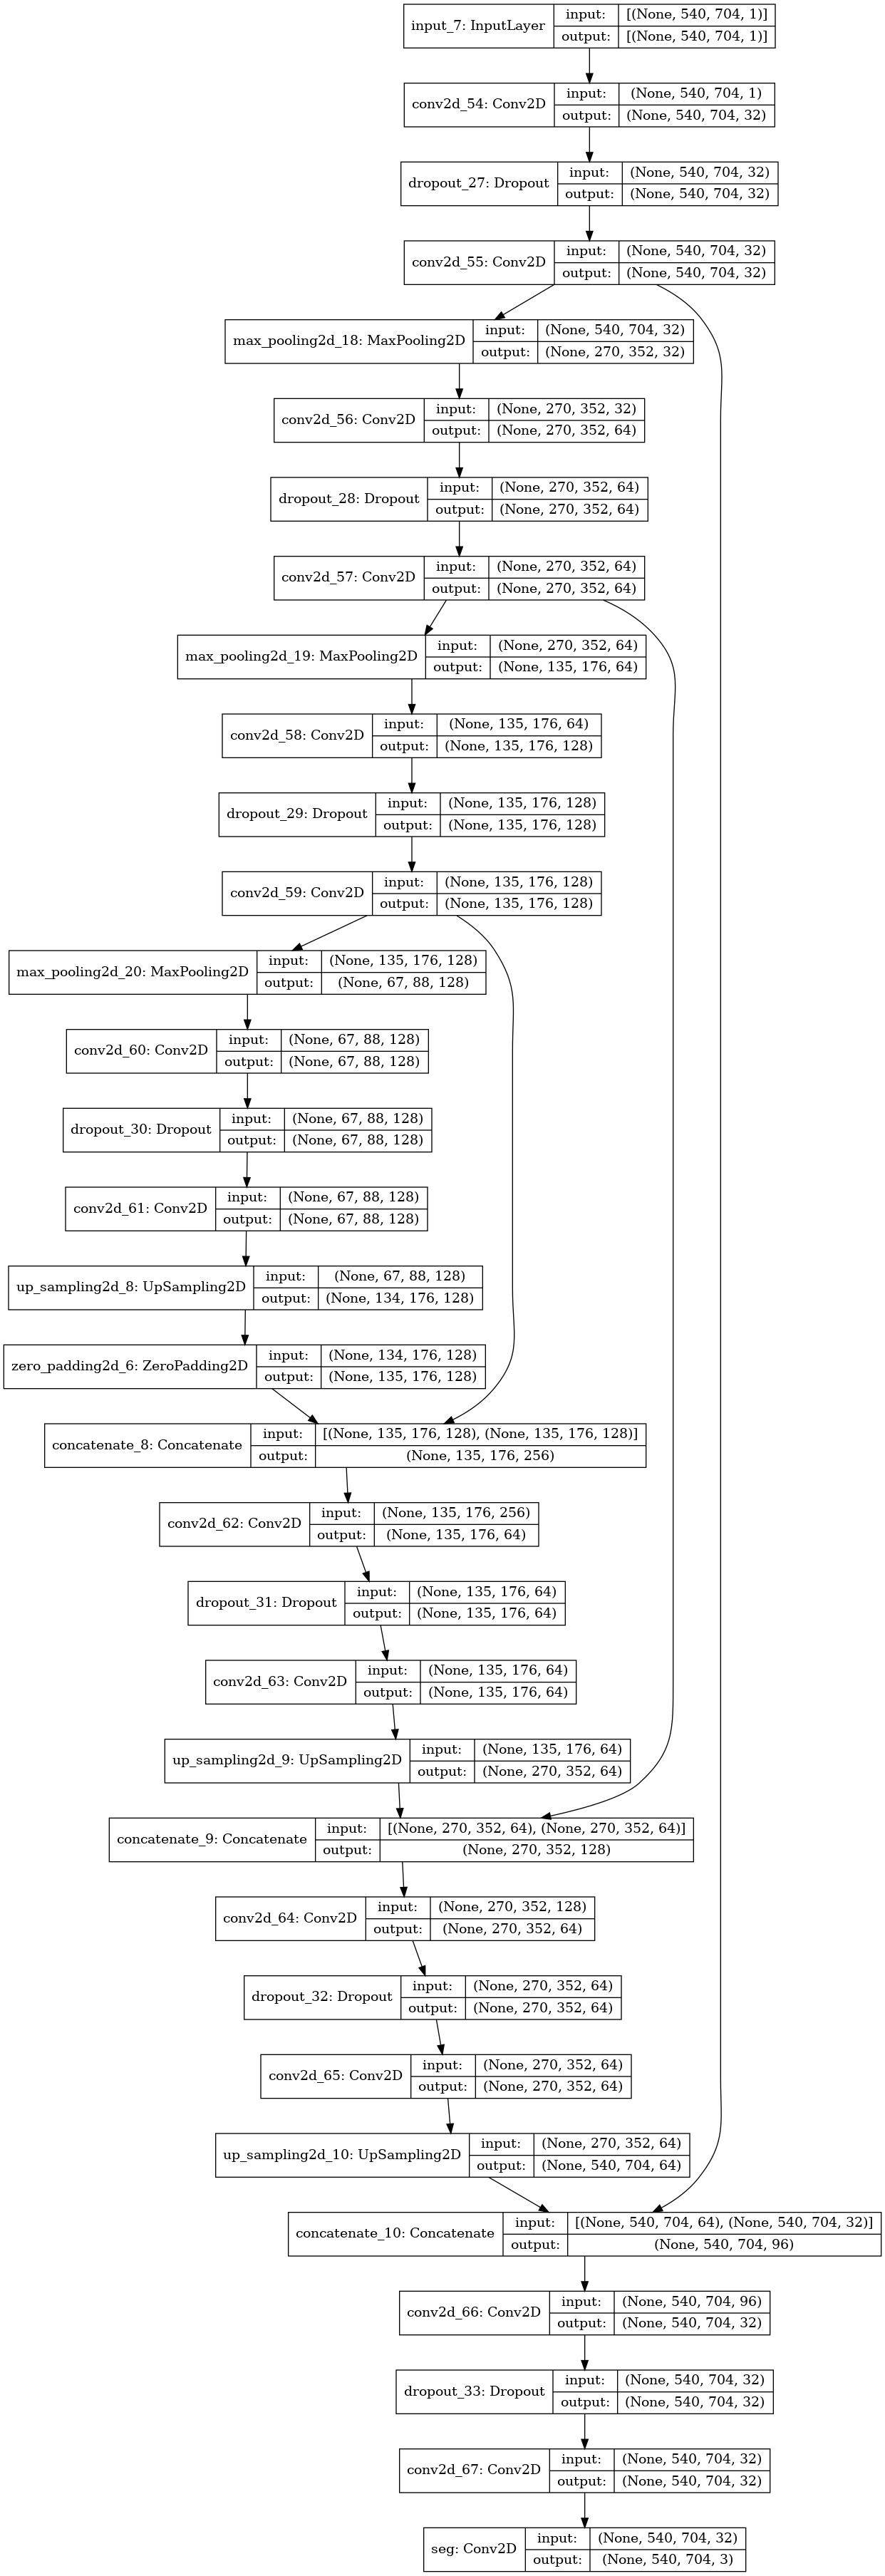 input_7: InputLayer
input: [(None, 540, 704, 1)]
output: [(None, 540, 704, 1)]
conv2d_54: Conv2D
input: (None, 540, 704, 1)
output: (None, 540, 704, 32)
dropout_27: Dropout
input: (None, 540, 704, 32)
output: (None, 540, 704, 32)
conv2d_55: Conv2D
input: (None, 540, 704, 32)
output: (None, 540, 704, 32)
max_pooling2d_18: MaxPooling2D
input: (None, 540, 704, 32)
output: (None, 270, 352, 32)
conv2d_56: Conv2D
input: (None, 270, 352, 32)
output: (None, 270, 352, 64)
dropout_28: Dropout
input: (None, 270, 352, 64)
output: (None, 270, 352, 64)
conv2d_57: Conv2D
input: (None, 270, 352, 64)
output: (None, 270, 352, 64)
max_pooling2d_19: MaxPooling2D
input: (None, 270, 352, 64)
output: (None, 135, 176, 64)
conv2d_58: Conv2D
input: (None, 135, 176, 64)
output: (None, 135, 176, 128)
dropout_29: Dropout
input: (None, 135, 176, 128)
output: (None, 135, 176, 128)
conv2d_59: Conv2D
input: (None, 135, 176, 128)
output: (None, 135, 176, 128)
max_pooling2d_20: MaxPooling2D
input: (None, 135, 176, 128)
output: (None, 67, 88, 128)
conv2d_60: Conv2D
input: (None, 67, 88, 128)
output: (None, 67, 88, 128)
dropout_30: Dropout
input: (None, 67, 88, 128)
output: (None, 67, 88, 128)
conv2d_61: Conv2D
input: (None, 67, 88, 128)
output: (None, 67, 88, 128)
up_sampling2d_8: UpSampling2D
input: (None, 67, 88, 128)
output: (None, 134, 176, 128)
zero_padding2d_6: ZeroPadding2D
input: (None, 134, 176, 128)
output: (None, 135, 176, 128)
concatenate_8: Concatenate
input: [(None, 135, 176, 128), (None, 135, 176, 128)]
output: (None, 135, 176, 256)
conv2d_62: Conv2D
input: (None, 135, 176, 256)
output: (None, 135, 176, 64)
dropout_31: Dropout
input: (None, 135, 176, 64)
output: (None, 135, 176, 64)
conv2d_63: Conv2D
input: (None, 135, 176, 64)
output: (None, 135, 176, 64)
up_sampling2d_9: UpSampling2D
input: (None, 135, 176, 64)
output: (None, 270, 352, 64)
concatenate_9: Concatenate
input: [(None, 270, 352, 64), (None, 270, 352, 64)]
output: (None, 270, 352, 128)
conv2d_64: Conv2D
input: (None, 270, 352, 128)
output: (None, 270, 352, 64)
dropout_32: Dropout
input: (None, 270, 352, 64)
output: (None, 270, 352, 64)
conv2d_65: Conv2D
input: (None, 270, 352, 64)
output: (None, 270, 352, 64)
up_sampling2d_10: UpSampling2D
input: (None, 270, 352, 64)
output: (None, 540, 704, 64)
concatenate_10: Concatenate
input: [(None, 540, 704, 64), (None, 540, 704, 32)]
output: (None, 540, 704, 96)
conv2d_66: Conv2D
input: (None, 540, 704, 96)
output: (None, 540, 704, 32)
dropout_33: Dropout
input: (None, 540, 704, 32)
output: (None, 540, 704, 32)
conv2d_67: Conv2D
input: (None, 540, 704, 32)
output: (None, 540, 704, 32)
seg: Conv2D
input: (None, 540, 704, 32)
output: (None, 540, 704, 3)